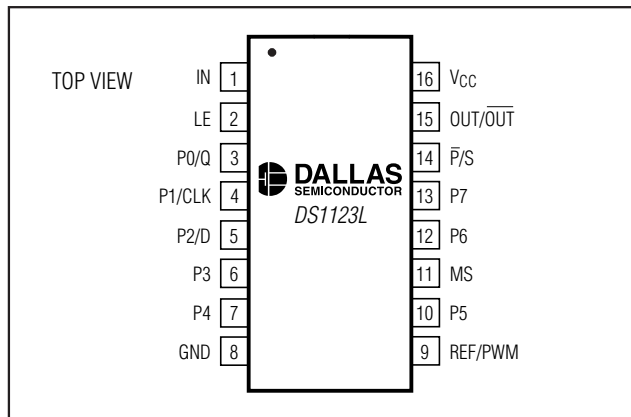 TOP VIEW
IN 1
LE 2
P0/Q 3
P1/CLK 4
P2/D 5
P3 6
P4 7
GND 8
DALLAS
SEMICONDUCTOR
DS1123L
16 VCC
15 OUT/O̅U̅T̅
14 P̅/S
13 P7
12 P6
11 MS
10 P5
9 REF/PWM